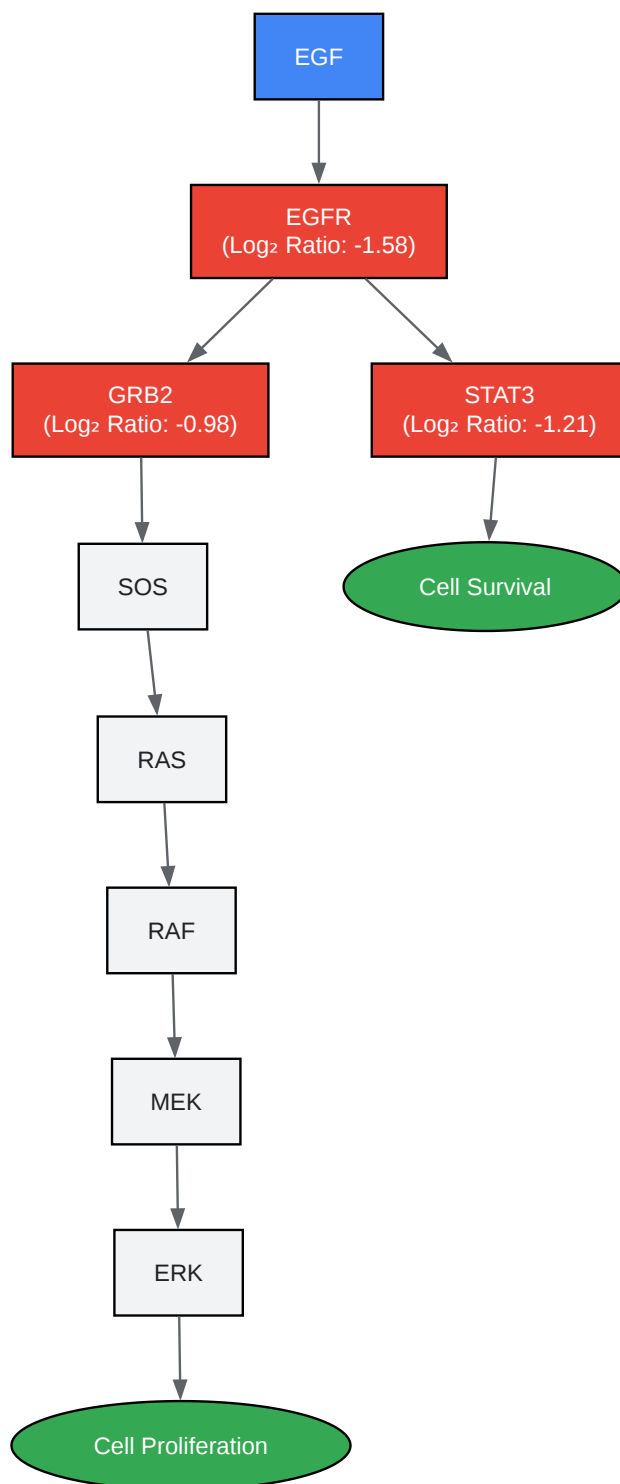 EGF
EGFR
(Log₂ Ratio: -1.58)
GRB2
(Log₂ Ratio: -0.98)
STAT3
(Log₂ Ratio: -1.21)
SOS
Cell Survival
RAS
RAF
MEK
ERK
Cell Proliferation